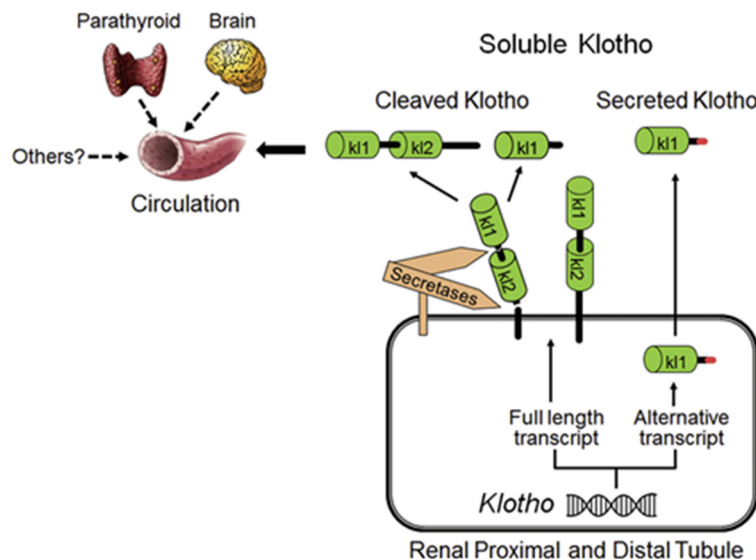 Parathyroid
Brain
Soluble Klotho
Cleaved Klotho
Secreted Klotho
Others?
kl1
kl2
kl1
kl1
Circulation
kl1
kl2
kl1
kl2
Secretases
kl1
Full length
transcript
Alternative
transcript
Klotho
Renal Proximal and Distal Tubule